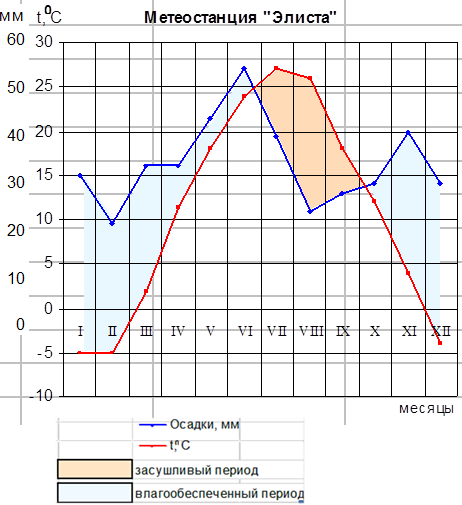 мм t,⁰C Метеостанция "Элиста"
60 30
50 25
40 20
30 15
20 10
10 5
0 0
-5
-10
I II III IV V VI VII VIII IX X XI XII
месяцы
Осадки, мм
t,⁰C
засушливый период
влагообеспеченный период